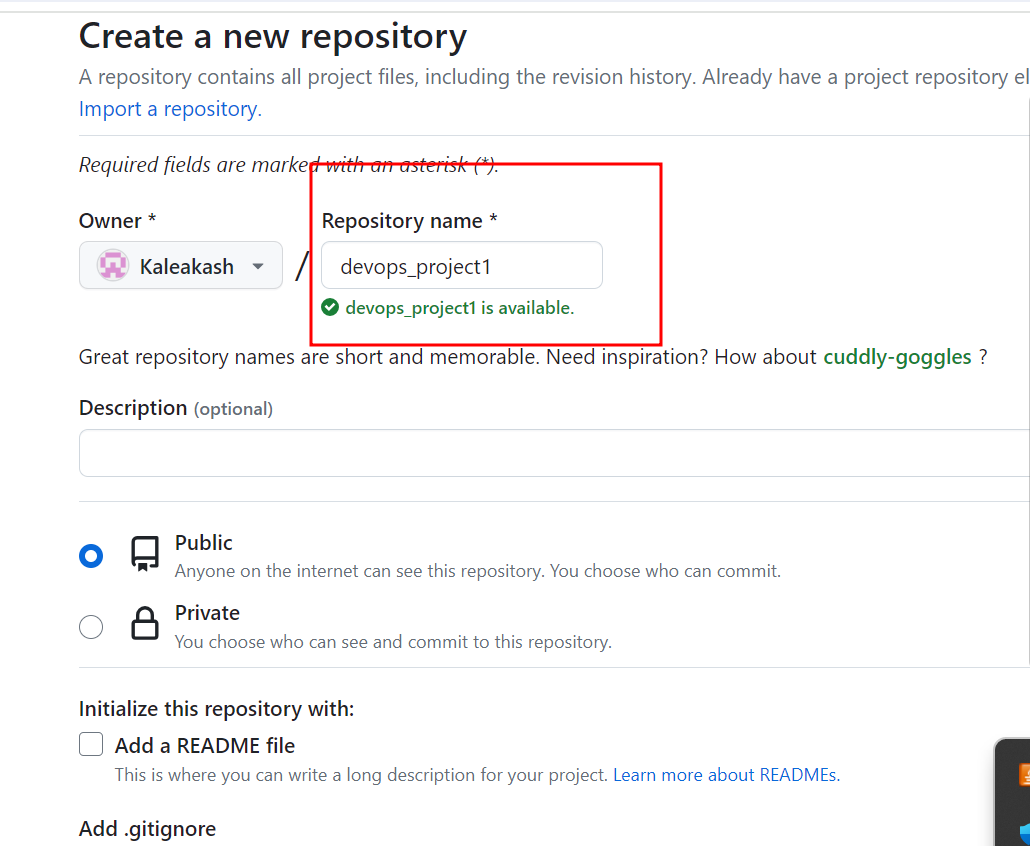 Create a new repository
A repository contains all project files, including the revision history. Already have a project repository el
Import a repository.
Required fields are marked with an asterisk (*).
Owner *
Repository name *
Kaleakash
/
devops_project1
devops_project1 is available.
Great repository names are short and memorable. Need inspiration? How about cuddly-goggles ?
Description (optional)
Public
Anyone on the internet can see this repository. You choose who can commit.
Private
You choose who can see and commit to this repository.
Initialize this repository with:
Add a README file
This is where you can write a long description for your project. Learn more about READMEs.
Add .gitignore